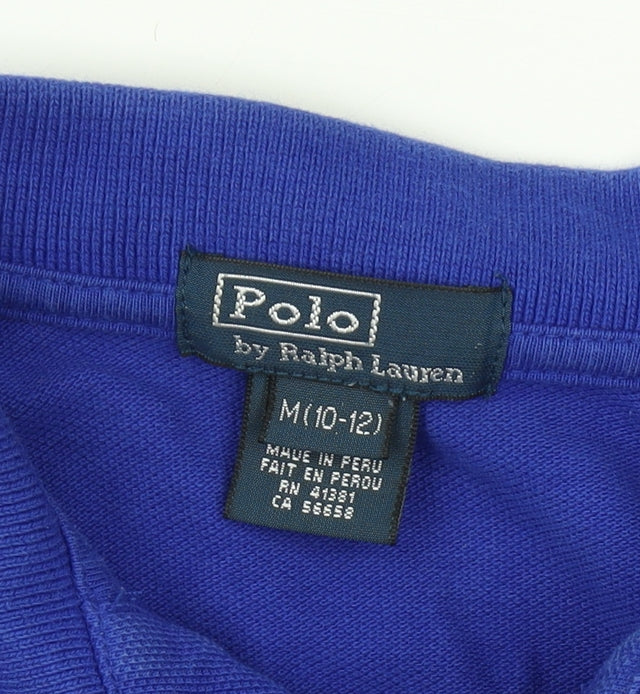 Polo
by Ralph Lauren
M(10-12)
MADE IN PERU
FAIT EN PEROU
RN 41381
CA 56658